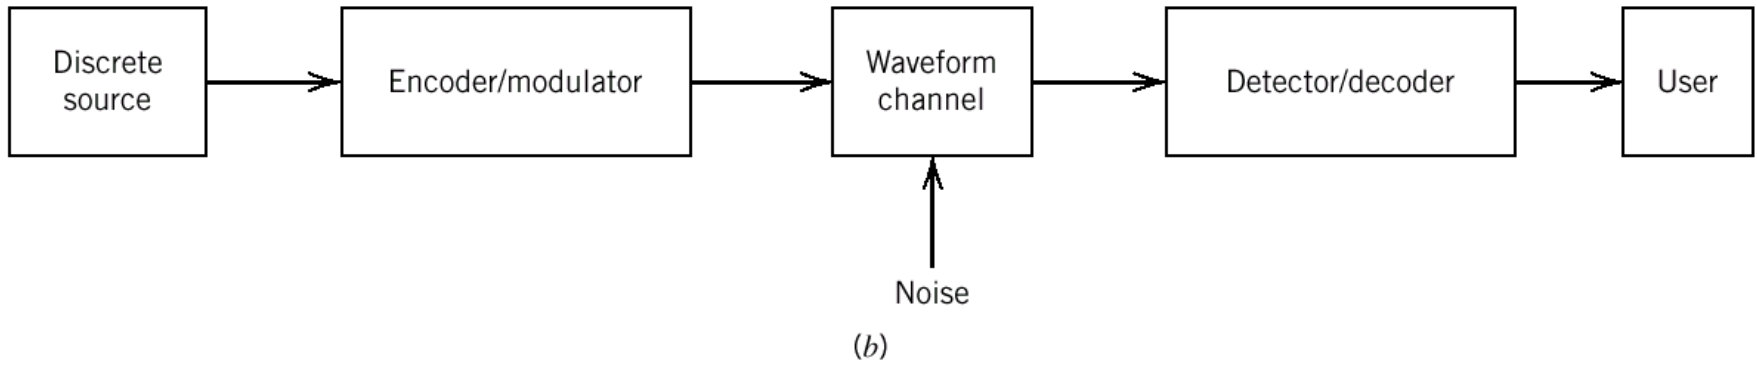 Discrete
source
Encoder/modulator
Waveform
channel
Detector/decoder
User
Noise
(b)